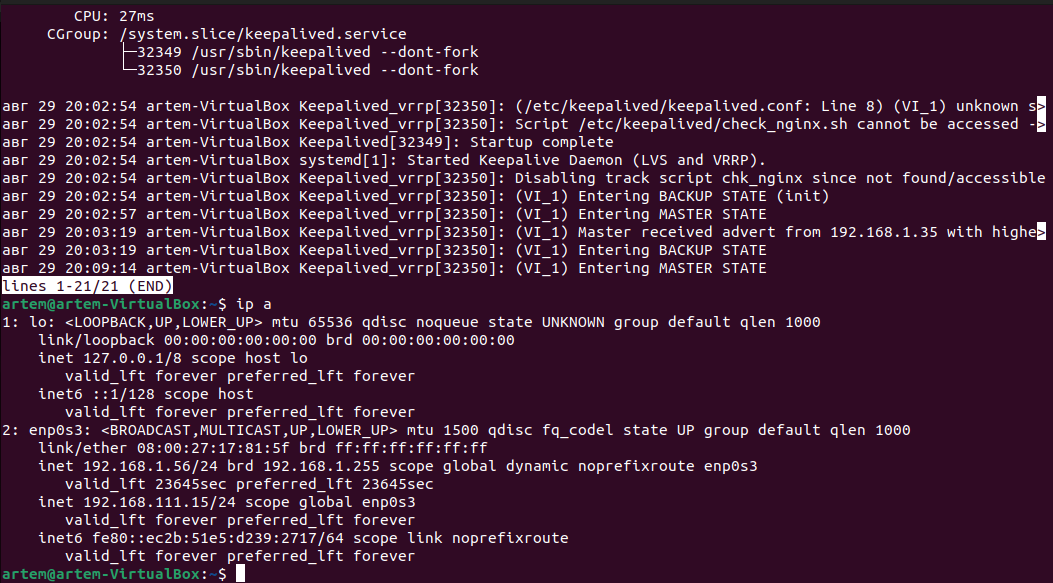 CPU: 27ms
CGroup: /system.slice/keepalived.service
├─32349 /usr/sbin/keepalived --dont-fork
└─32350 /usr/sbin/keepalived --dont-fork
авг 29 20:02:54 artem-VirtualBox Keepalived_vrrp[32350]: (/etc/keepalived/keepalived.conf: Line 8) (VI_1) unknown s>
авг 29 20:02:54 artem-VirtualBox Keepalived_vrrp[32350]: Script /etc/keepalived/check_nginx.sh cannot be accessed ->
авг 29 20:02:54 artem-VirtualBox Keepalived[32349]: Startup complete
авг 29 20:02:54 artem-VirtualBox systemd[1]: Started Keepalive Daemon (LVS and VRRP).
авг 29 20:02:54 artem-VirtualBox Keepalived_vrrp[32350]: Disabling track script chk_nginx since not found/accessible
авг 29 20:02:54 artem-VirtualBox Keepalived_vrrp[32350]: (VI_1) Entering BACKUP STATE (init)
авг 29 20:02:57 artem-VirtualBox Keepalived_vrrp[32350]: (VI_1) Entering MASTER STATE
авг 29 20:03:19 artem-VirtualBox Keepalived_vrrp[32350]: (VI_1) Master received advert from 192.168.1.35 with highe>
авг 29 20:03:19 artem-VirtualBox Keepalived_vrrp[32350]: (VI_1) Entering BACKUP STATE
авг 29 20:09:14 artem-VirtualBox Keepalived_vrrp[32350]: (VI_1) Entering MASTER STATE
lines 1-21/21 (END)
artem@artem-VirtualBox:~$ ip a
1: lo: <LOOPBACK,UP,LOWER_UP> mtu 65536 qdisc noqueue state UNKNOWN group default qlen 1000
link/loopback 00:00:00:00:00:00 brd 00:00:00:00:00:00
inet 127.0.0.1/8 scope host lo
valid_lft forever preferred_lft forever
inet6 ::1/128 scope host
valid_lft forever preferred_lft forever
2: enp0s3: <BROADCAST,MULTICAST,UP,LOWER_UP> mtu 1500 qdisc fq_codel state UP group default qlen 1000
link/ether 08:00:27:17:81:5f brd ff:ff:ff:ff:ff:ff
inet 192.168.1.56/24 brd 192.168.1.255 scope global dynamic noprefixroute enp0s3
valid_lft 23645sec preferred_lft 23645sec
inet 192.168.111.15/24 scope global enp0s3
valid_lft forever preferred_lft forever
inet6 fe80::ec2b:51e5:d239:2717/64 scope link noprefixroute
valid_lft forever preferred_lft forever
artem@artem-VirtualBox:~$